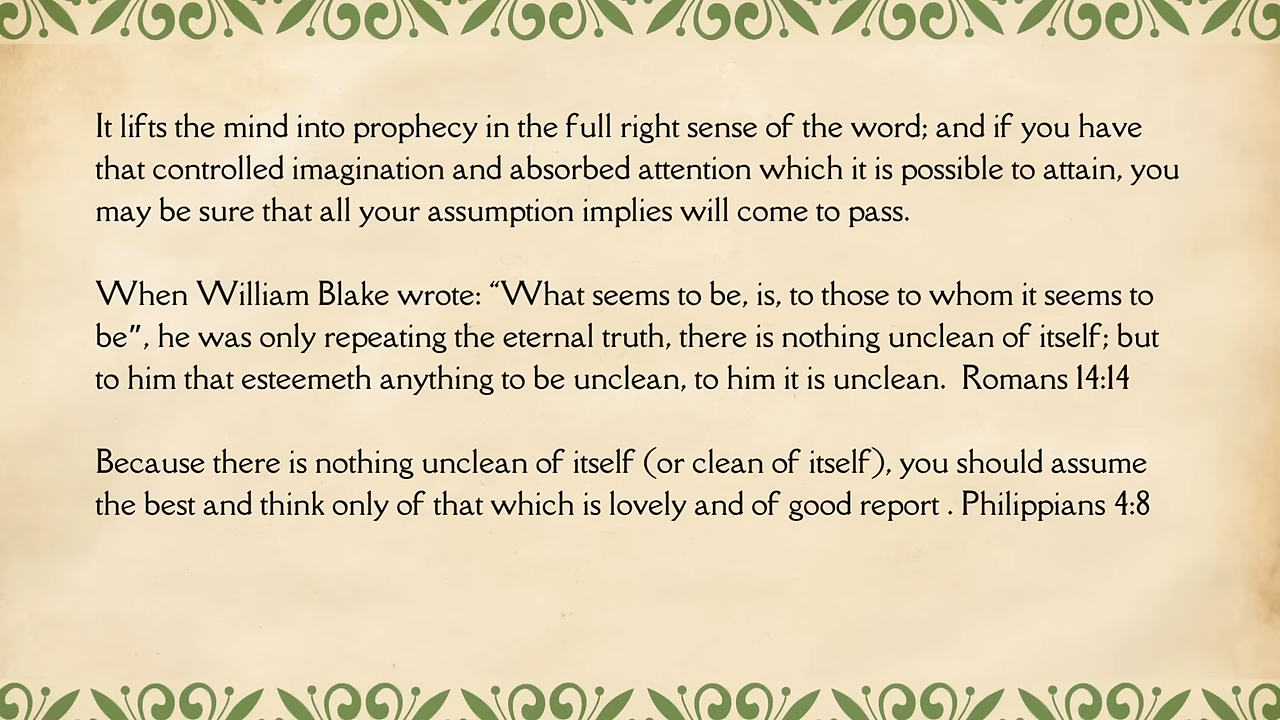 It lifts the mind into prophecy in the full right sense of the word; and if you have
that controlled imagination and absorbed attention which it is possible to attain, you
may be sure that all your assumption implies will come to pass.
When William Blake wrote: “What seems to be, is, to those to whom it seems to
be", he was only repeating the eternal truth, there is nothing unclean of itself; but
to him that esteemeth anything to be unclean, to him it is unclean.  Romans 14:14
Because there is nothing unclean of itself (or clean of itself), you should assume
the best and think only of that which is lovely and of good report . Philippians 4:8